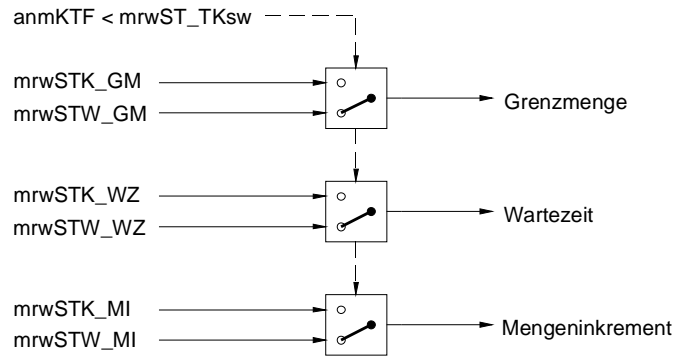 anmKTF < mrwST_TKsw
mrwSTK_GM
mrwSTW_GM
Grenzmenge
mrwSTK_WZ
mrwSTW_WZ
Wartezeit
mrwSTK_MI
mrwSTW_MI
Mengeninkrement